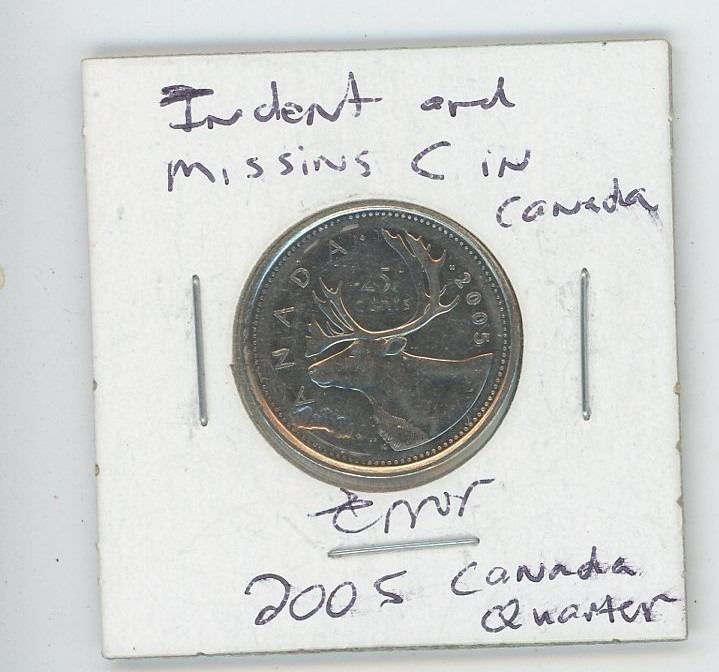 Indent and
missing C in
Canada
ANADA
25
cents
2005
Error
2005 Canada
Quarter